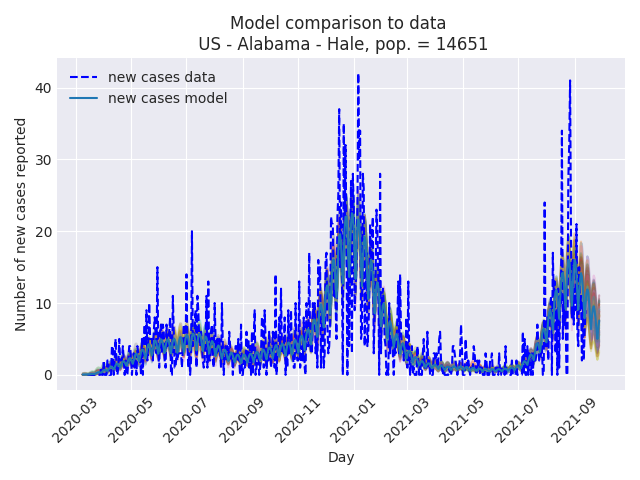 Model comparison to data
US - Alabama - Hale, pop. = 14651
new cases data
new cases model
Number of new cases reported
40
30
20
10
0
2020-03
2020-05
2020-07
2020-09
2020-11
2021-01
2021-03
2021-05
2021-07
2021-09
Day